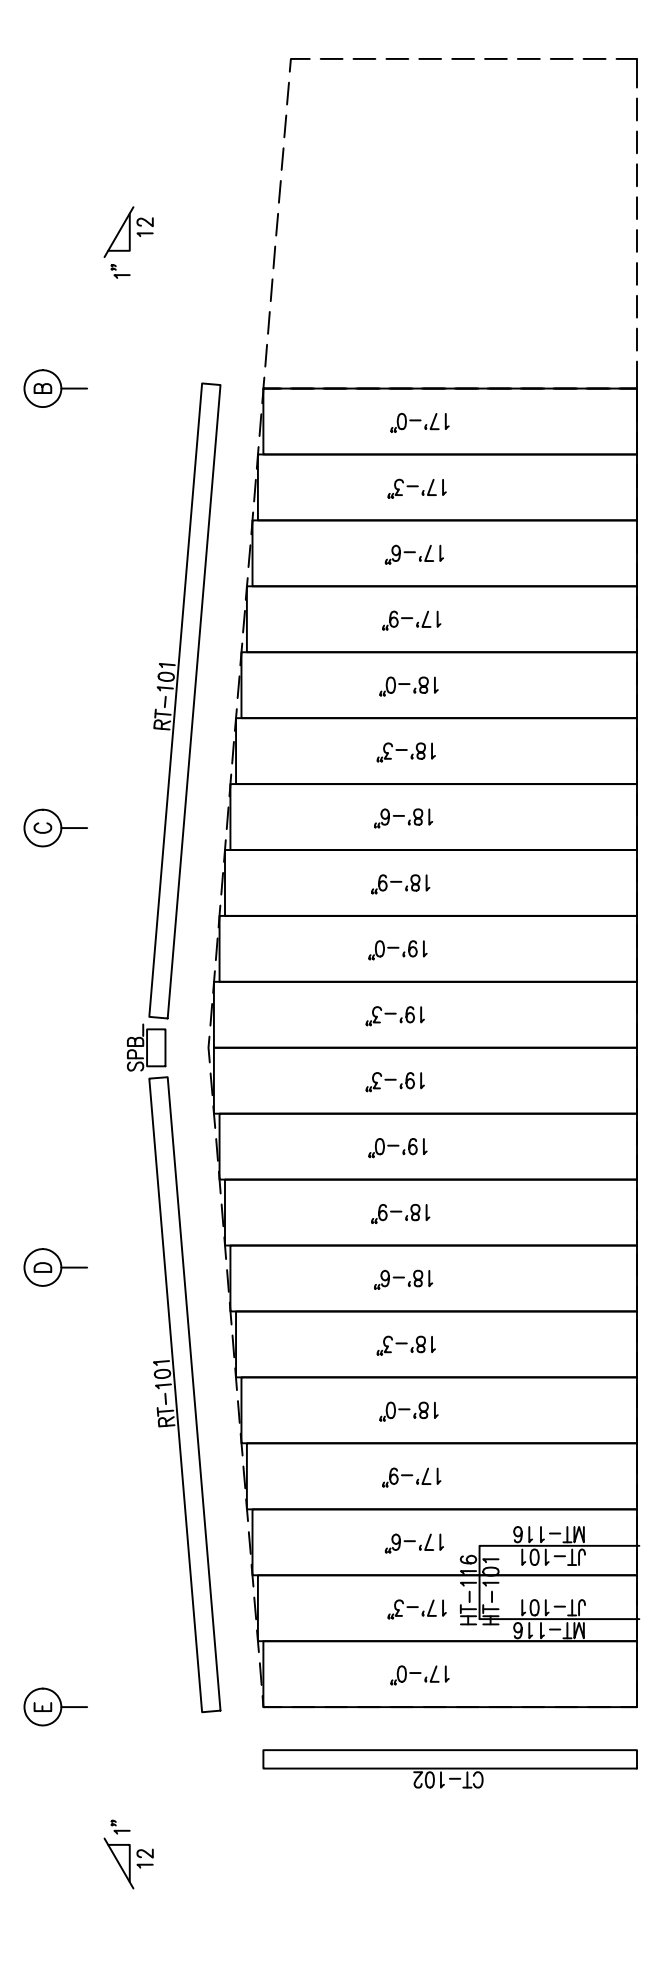 1" 12
B
17'-0"
17'-3"
17'-6"
17'-9"
RT-101
18'-0"
18'-3"
C
18'-6"
18'-9"
19'-0"
19'-3"
SPB_
19'-3"
19'-0"
18'-9"
D
18'-6"
18'-3"
RT-101
18'-0"
17'-9"
17'-6"
MT-116
JT-101
HT-116
HT-101
17'-3"
JT-101
MT-116
17'-0"
E
CT-102
1" 12